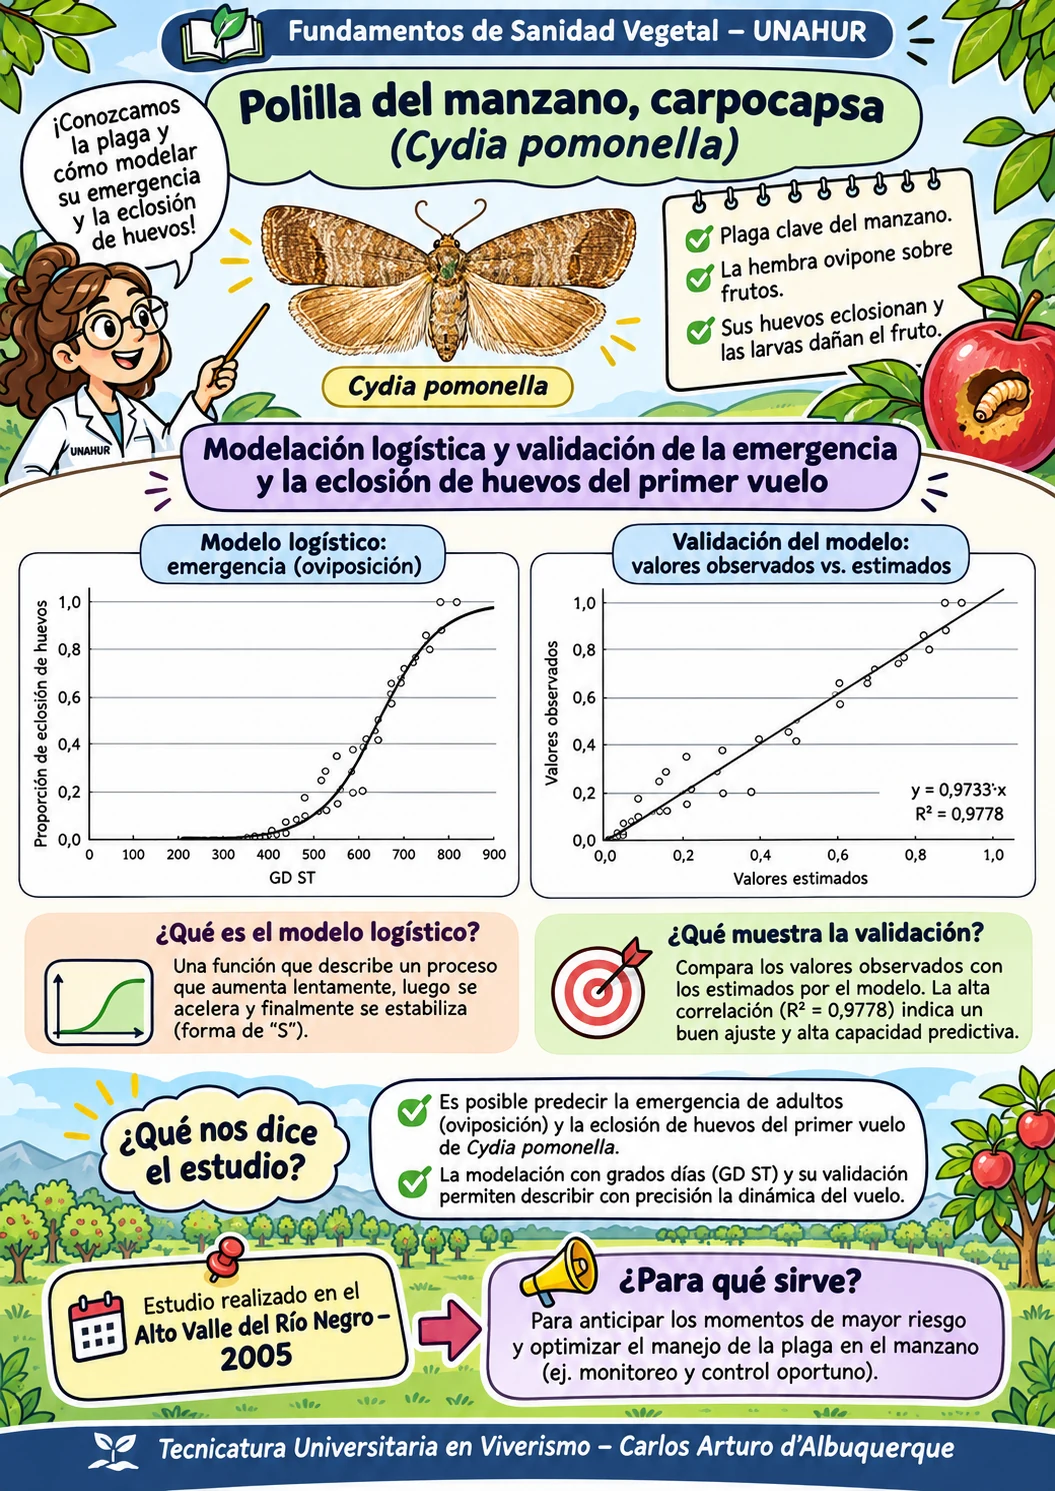 Fundamentos de Sanidad Vegetal – UNAHUR
Polilla del manzano, carpocapsa
(Cydia pomonella)
¡Conozcamos
la plaga y
cómo modelar
su emergencia
y la eclosión
de huevos!
UNAHUR
Cydia pomonella
Plaga clave del manzano.
La hembra ovipone sobre
frutos.
Sus huevos eclosionan y
las larvas dañan el fruto.
Modelación logística y validación de la emergencia
y la eclosión de huevos del primer vuelo
Modelo logístico:
emergencia (oviposición)
Proporción de eclosión de huevos
1,0
0,8
0,6
0,4
0,2
0,0
0 100 200 300 400 500 600 700 800 900
GD ST
Validación del modelo:
valores observados vs. estimados
Valores observados
1,0
0,8
0,6
0,4
0,2
0,0
y = 0,9733·x
R² = 0,9778
0,0 0,2 0,4 0,6 0,8 1,0
Valores estimados
¿Qué es el modelo logístico?
Una función que describe un proceso
que aumenta lentamente, luego se
acelera y finalmente se estabiliza
(forma de “S”).
¿Qué muestra la validación?
Compara los valores observados con
los estimados por el modelo. La alta
correlación (R² = 0,9778) indica un
buen ajuste y alta capacidad predictiva.
¿Qué nos dice
el estudio?
Es posible predecir la emergencia de adultos
(oviposición) y la eclosión de huevos del primer vuelo
de Cydia pomonella.
La modelación con grados días (GD ST) y su validación
permiten describir con precisión la dinámica del vuelo.
Estudio realizado en el
Alto Valle del Río Negro –
2005
¿Para qué sirve?
Para anticipar los momentos de mayor riesgo
y optimizar el manejo de la plaga en el manzano
(ej. monitoreo y control oportuno).
Tecnicatura Universitaria en Viverismo – Carlos Arturo d’Albuquerque